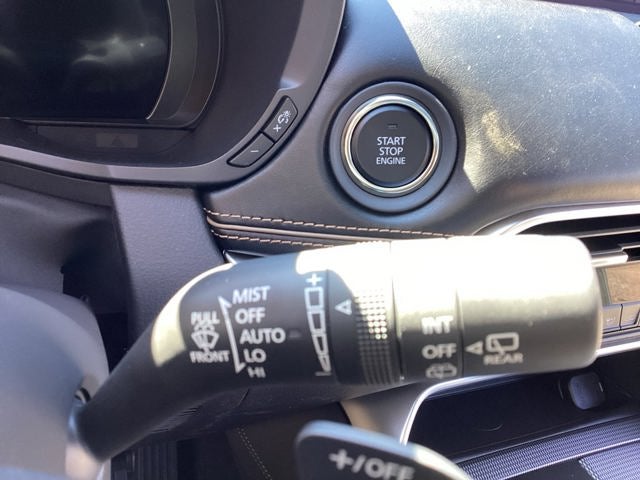 START
STOP
ENGINE
+
−
MIST
OFF
AUTO
LO
HI
PULL
FRONT
+
−
INT
OFF
REAR
+/OFF